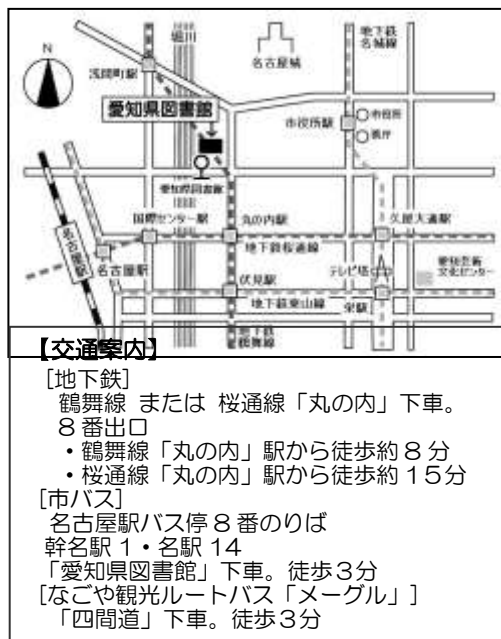 堀川
地下鉄
名城線
N
名古屋城
浅間町駅
愛知県図書館
市役所駅
市役所
県庁
愛知県図書館
国際センター駅
丸の内駅
久屋大通駅
名古屋駅
名古屋駅
地下鉄桜通線
テレビ塔
愛知芸術
文化センター
伏見駅
地下鉄東山線
栄駅
地下鉄
鶴舞線
【交通案内】
[地下鉄]
鶴舞線 または 桜通線「丸の内」下車。
8番出口
・鶴舞線「丸の内」駅から徒歩約8分
・桜通線「丸の内」駅から徒歩約15分
[市バス]
名古屋駅バス停8番のりば
幹名駅1・名駅14
「愛知県図書館」下車。徒歩3分
[なごや観光ルートバス「メーグル」]
「四間道」下車。徒歩3分